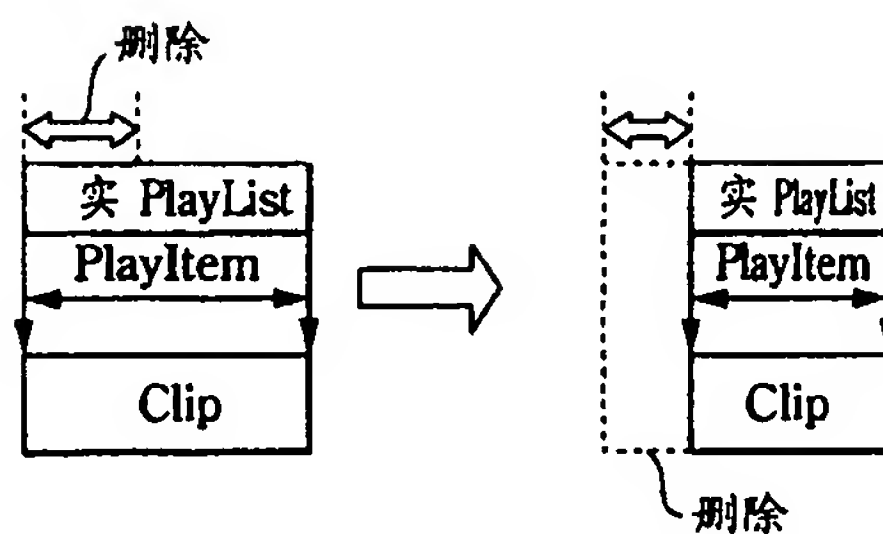 删除
实 PlayList
PlayItem
Clip
实 PlayList
PlayItem
Clip
删除